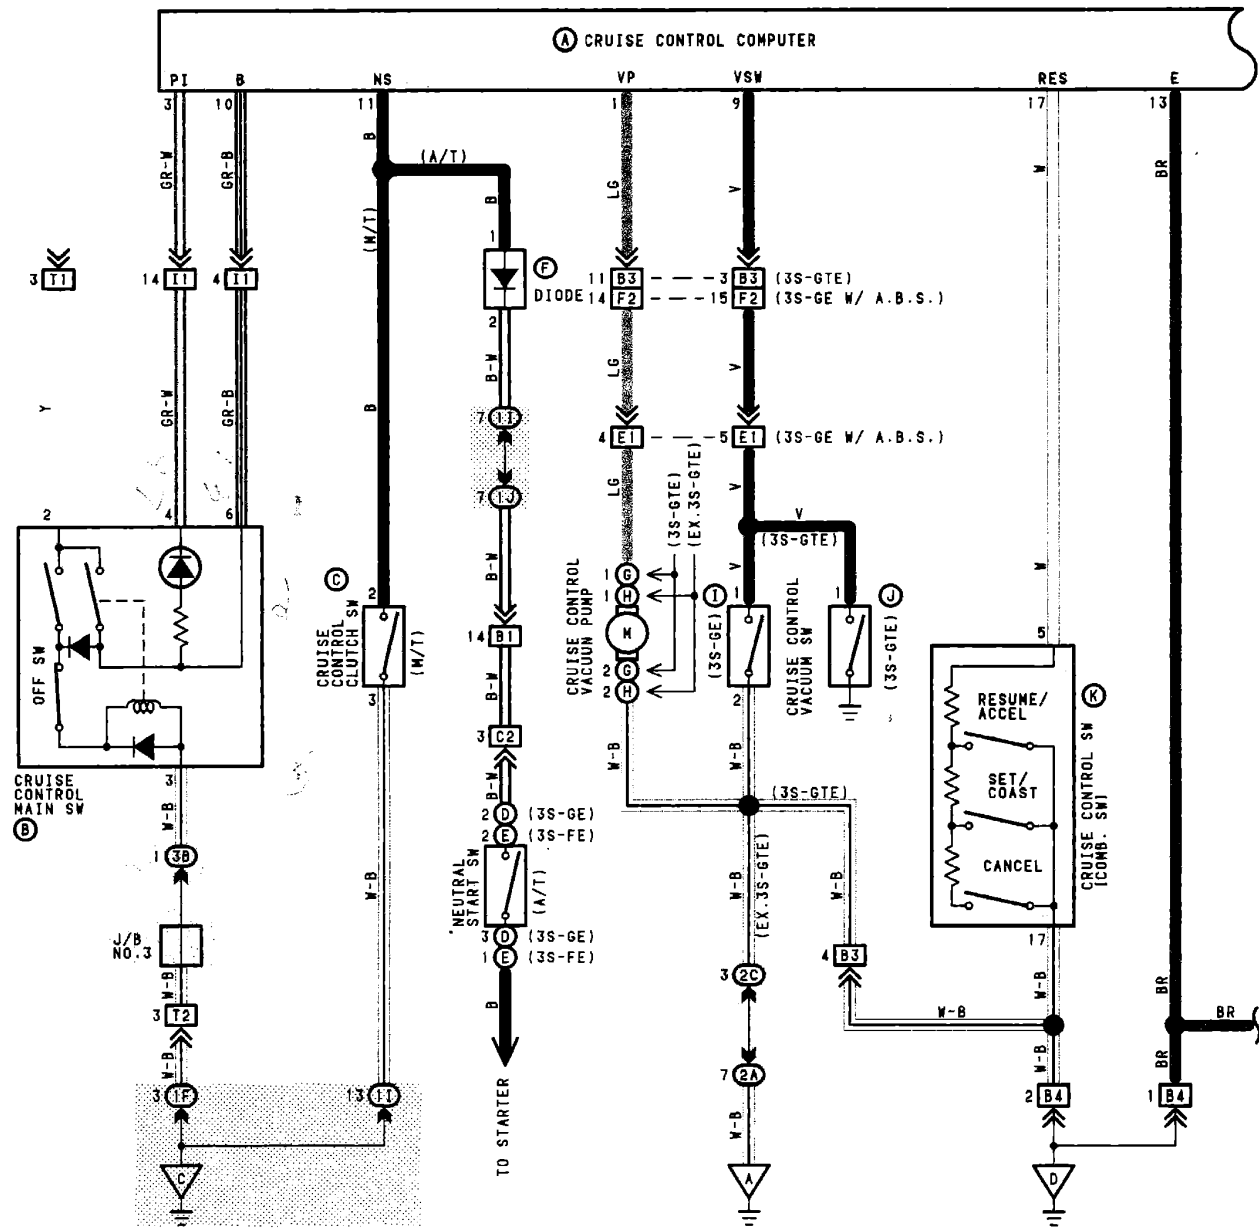 A CRUISE CONTROL COMPUTER
PI B NS VP VSW RES E
3 10 11 1 9 17 13
GR-W GR-B B (A/T) LG V W BR
(M/T) B 1
F DIODE
2
3 T1 14 I1 4 I1
11 B3 3 B3 (3S-GTE)
14 F2 15 F2 (3S-GE W/ A.B.S.)
Y GR-W GR-B B B-W LG V
7 1I
4 E1 5 E1 (3S-GE W/ A.B.S.)
7 1J
LG (3S-GTE) (EX.3S-GTE) V V
(3S-GTE)
2 4 6
OFF SW
B-W V W
C 2
CRUISE CONTROL CLUTCH SW
(M/T)
3
14 B1
B-W
3 C2
B-W
1 G
1 H
M
2 G
2 H
CRUISE CONTROL VACUUM PUMP
I 1
(3S-GE)
2
CRUISE CONTROL VACUUM SW
J 1
(3S-GTE)
5
RESUME/
ACCEL
SET/
COAST
CANCEL
K
CRUISE CONTROL SW
(COMB. SW)
17
3
CRUISE
CONTROL
MAIN SW
B
W-B
1 3B
J/B
NO.3
W-B
3 T2
W-B
3 1F
C
W-B
13 1I
2 D (3S-GE)
2 E (3S-FE)
NEUTRAL START SW
(A/T)
3 D (3S-GE)
1 E (3S-FE)
B
TO STARTER
W-B W-B
(3S-GTE)
W-B (EX.3S-GTE)
W-B
3 2C
4 B3
W-B
7 2A
W-B
A
W-B BR
BR
W-B BR
2 B4 1 B4
D